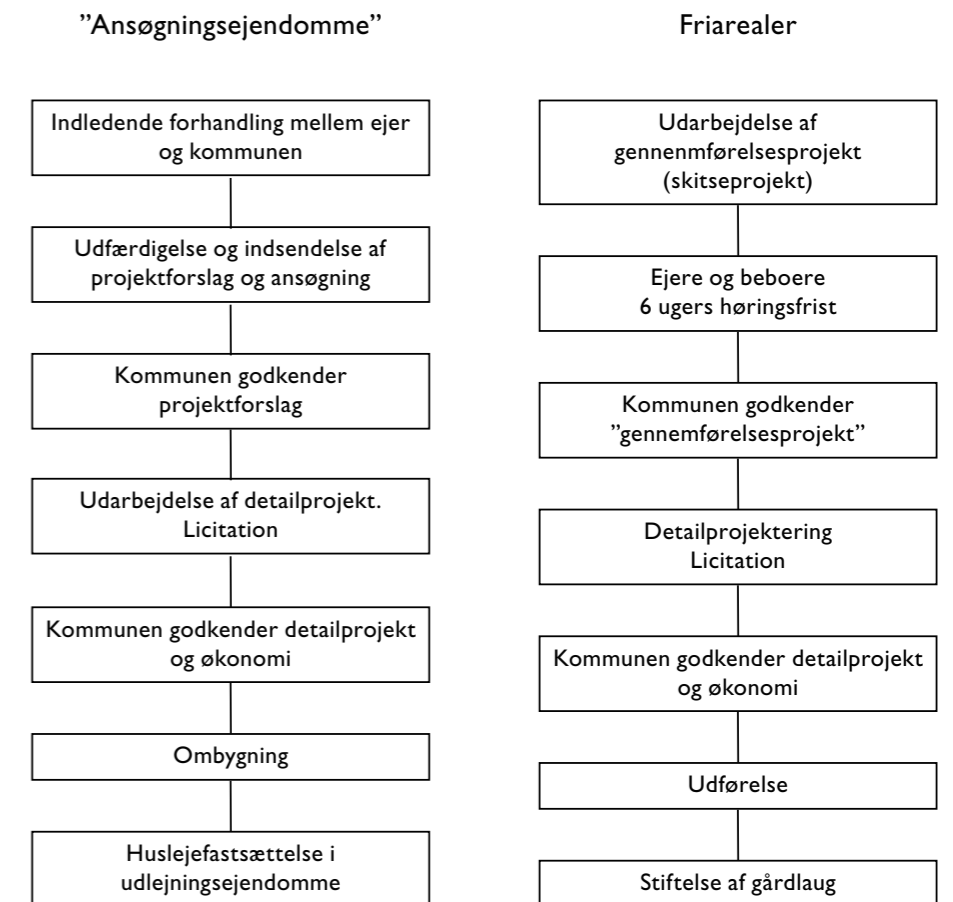 ”Ansøgningsejendomme”
Indledende forhandling mellem ejer
og kommunen
Udfærdigelse og indsendelse af
projektforslag og ansøgning
Kommunen godkender
projektforslag
Udarbejdelse af detailprojekt.
Licitation
Kommunen godkender detailprojekt
og økonomi
Ombygning
Huslejefastsættelse i
udlejningsejendomme
Friarealer
Udarbejdelse af
gennenmførelsesprojekt
(skitseprojekt)
Ejere og beboere
6 ugers høringsfrist
Kommunen godkender
”gennemførelsesprojekt”
Detailprojektering
Licitation
Kommunen godkender detailprojekt
og økonomi
Udførelse
Stiftelse af gårdlaug